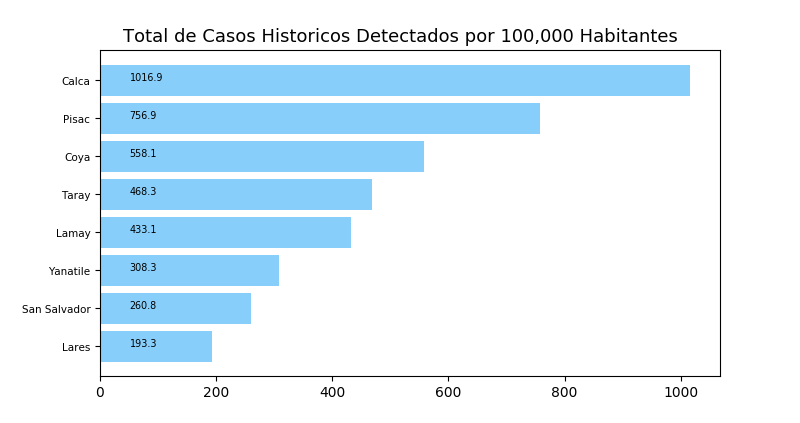 Total de Casos Historicos Detectados por 100,000 Habitantes
Calca 1016.9
Pisac 756.9
Coya 558.1
Taray 468.3
Lamay 433.1
Yanatile 308.3
San Salvador 260.8
Lares 193.3
0 200 400 600 800 1000